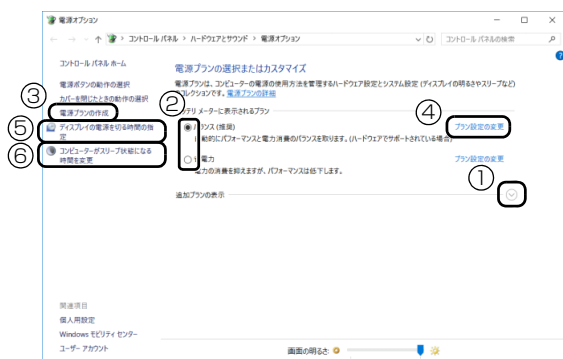 電源オプション
コントロール パネル > ハードウェアとサウンド > 電源オプション
コントロール パネルの検索
コントロール パネル ホーム
電源ボタンの動作の選択
カバーを閉じたときの動作の選択
電源プランの作成
ディスプレイの電源を切る時間の指
定
コンピューターがスリープ状態になる
時間を変更
③
⑤
⑥
電源プランの選択またはカスタマイズ
電源プランは、コンピューターの電源の使用方法を管理するハードウェア設定とシステム設定 (ディスプレイの明るさやスリープなど)
のコレクションです。電源プランの詳細
②
④
テリ メーターに表示されるプラン
ランス (推奨)
プラン設定の変更
動的にパフォーマンスと電力消費のバランスを取ります。(ハードウェアでサポートされている場合)
電力
プラン設定の変更
電力の消費を抑えますが、パフォーマンスは低下します。
①
追加プランの表示
関連項目
個人用設定
Windows モビリティ センター
ユーザー アカウント
画面の明るさ: